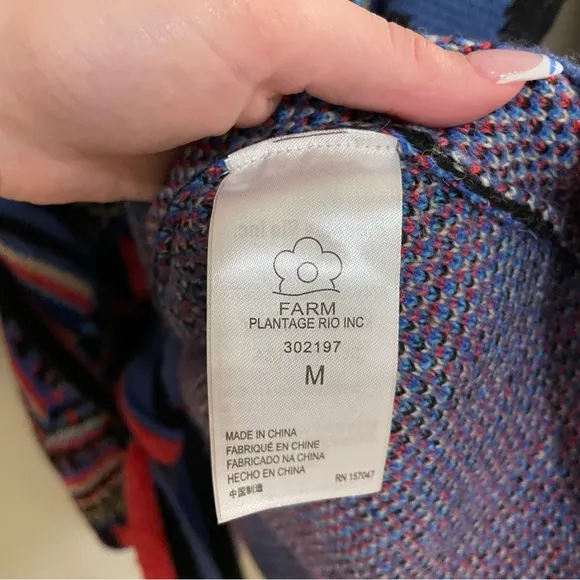 FARM
PLANTAGE RIO INC
302197
M
MADE IN CHINA
FABRIQUÉ EN CHINE
FABRICADO NA CHINA
HECHO EN CHINA
中国制造
RN 157047